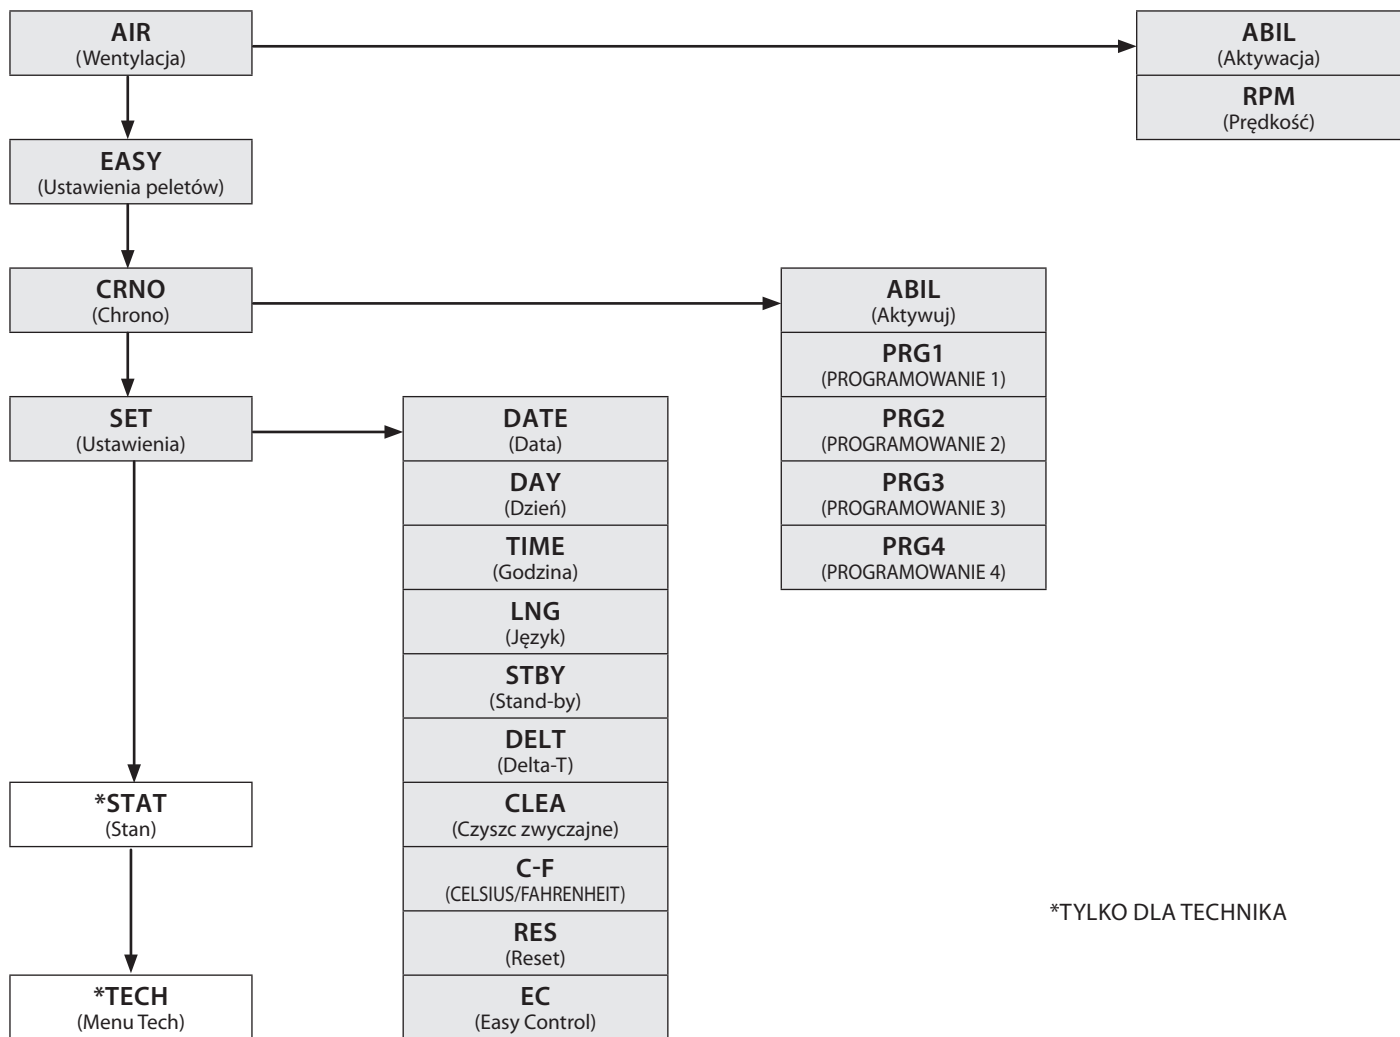 AIR
(Wentylacja)
ABIL
(Aktywacja)
RPM
(Prędkość)
EASY
(Ustawienia peletów)
CRNO
(Chrono)
ABIL
(Aktywuj)
PRG1
(PROGRAMOWANIE 1)
PRG2
(PROGRAMOWANIE 2)
PRG3
(PROGRAMOWANIE 3)
PRG4
(PROGRAMOWANIE 4)
SET
(Ustawienia)
DATE
(Data)
DAY
(Dzień)
TIME
(Godzina)
LNG
(Język)
STBY
(Stand-by)
DELT
(Delta-T)
CLEA
(Czyszc zwyczajne)
C-F
(CELSIUS/FAHRENHEIT)
RES
(Reset)
EC
(Easy Control)
*STAT
(Stan)
*TECH
(Menu Tech)
*TYLKO DLA TECHNIKA